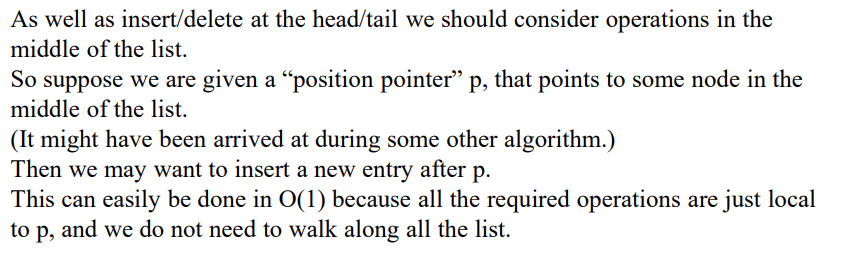 As well as insert/delete at the head/tail we should consider operations in the
middle of the list.
So suppose we are given a “position pointer” p, that points to some node in the
middle of the list.
(It might have been arrived at during some other algorithm.)
Then we may want to insert a new entry after p.
This can easily be done in O(1) because all the required operations are just local
to p, and we do not need to walk along all the list.